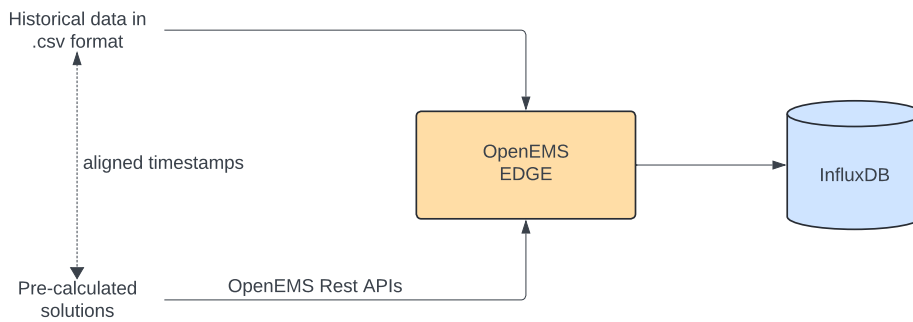 Historical data in
.csv format
aligned timestamps
OpenEMS
EDGE
InfluxDB
Pre-calculated
solutions
OpenEMS Rest APIs